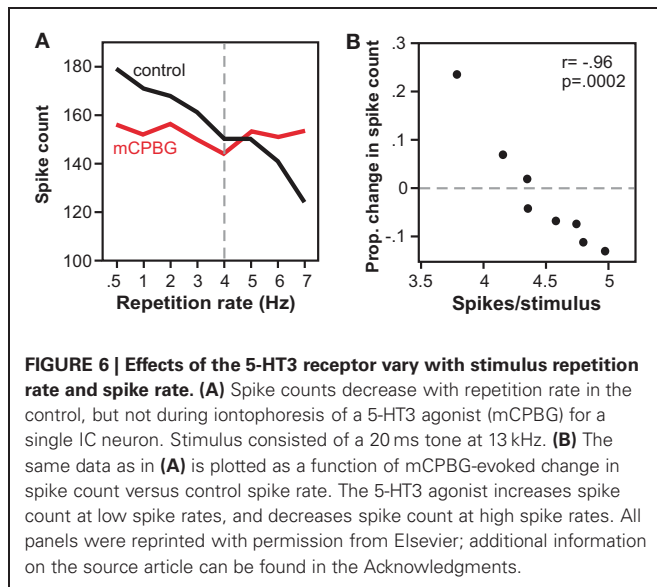 A
Spike count
180
160
140
120
100
control
mCPBG
.5 1 2 3 4 5 6 7
Repetition rate (Hz)
B
Prop. change in spike count
.3
.2
.1
0
-.1
r= -.96
p=.0002
3.5 4 4.5 5
Spikes/stimulus
FIGURE 6 | Effects of the 5-HT3 receptor vary with stimulus repetition
rate and spike rate. (A) Spike counts decrease with repetition rate in the
control, but not during iontophoresis of a 5-HT3 agonist (mCPBG) for a
single IC neuron. Stimulus consisted of a 20 ms tone at 13 kHz. (B) The
same data as in (A) is plotted as a function of mCPBG-evoked change in
spike count versus control spike rate. The 5-HT3 agonist increases spike
count at low spike rates, and decreases spike count at high spike rates. All
panels were reprinted with permission from Elsevier; additional information
on the source article can be found in the Acknowledgments.